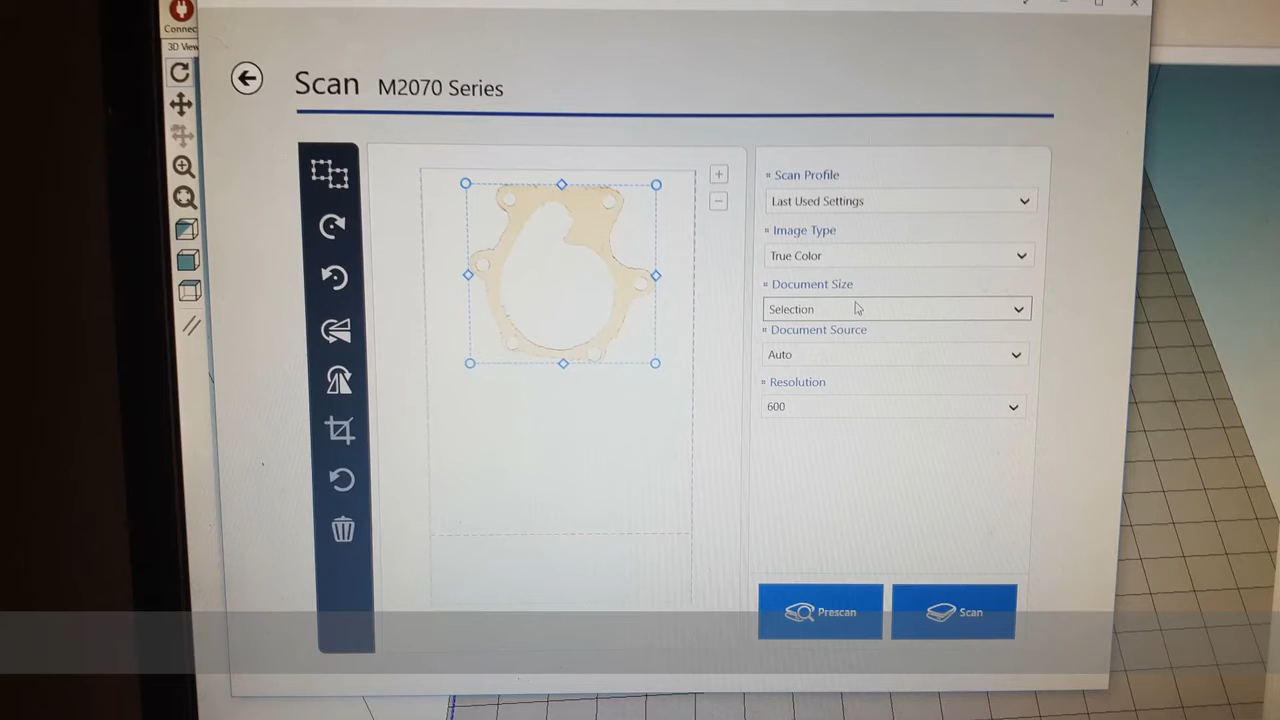 Connec
3D View
Scan M2070 Series
Scan Profile
Last Used Settings
Image Type
True Color
Document Size
Selection
Document Source
Auto
Resolution
600
Prescan
Scan